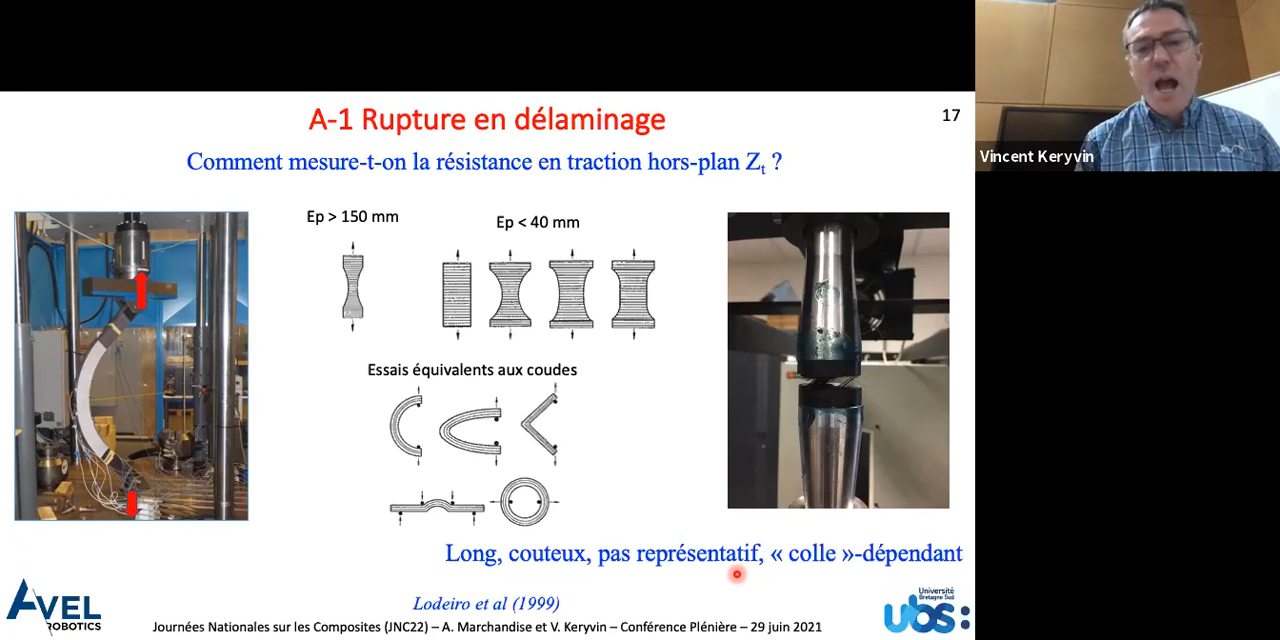 A-1 Rupture en délaminage
17
Comment mesure-t-on la résistance en traction hors-plan Zt ?
Vincent Keryvin
Ep > 150 mm
Ep < 40 mm
Essais équivalents aux coudes
Long, couteux, pas représentatif, « colle »-dépendant
AVEL
ROBOTICS
Lodeiro et al (1999)
Journées Nationales sur les Composites (JNC22) – A. Marchandise et V. Keryvin – Conférence Plénière – 29 juin 2021
Université
Bretagne Sud
ubs: